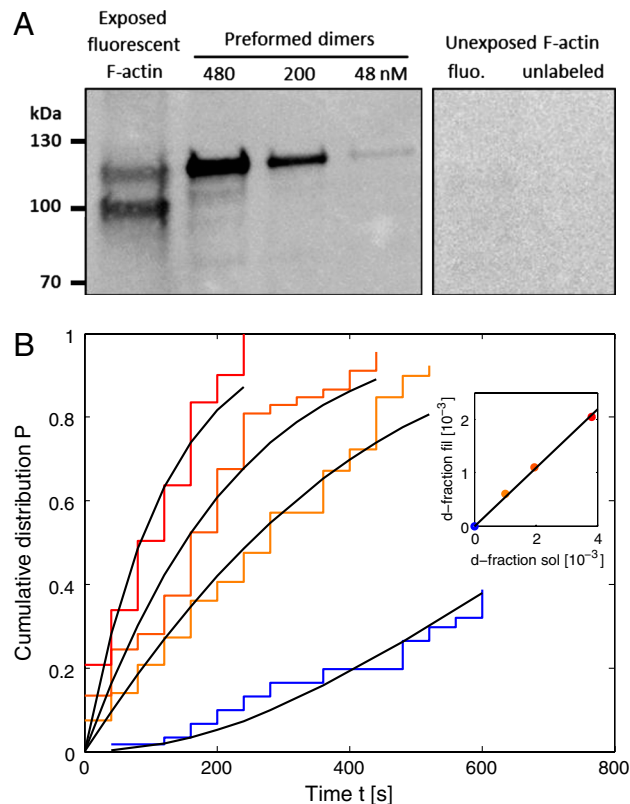 A
Exposed
fluorescent
F-actin
Preformed dimers
480 200 48 nM
Unexposed F-actin
fluo. unlabeled
kDa
130
100
70
B
1
0.8
0.6
0.4
0.2
0
Cumulative distribution P
0 200 400 600 800
Time t [s]
d-fraction fil [10⁻³]
2
1
0
0 2 4
d-fraction sol [10⁻³]